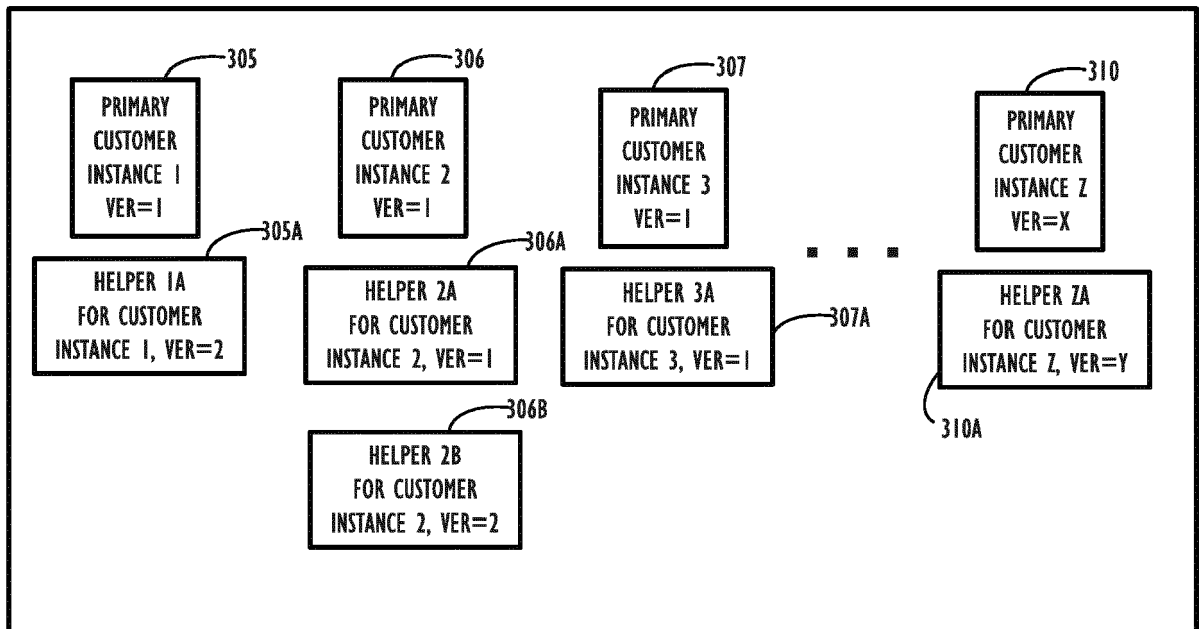 305
PRIMARY
CUSTOMER
INSTANCE 1
VER=1
306
PRIMARY
CUSTOMER
INSTANCE 2
VER=1
307
PRIMARY
CUSTOMER
INSTANCE 3
VER=1
310
PRIMARY
CUSTOMER
INSTANCE Z
VER=X
305A
HELPER 1A
FOR CUSTOMER
INSTANCE 1, VER=2
306A
HELPER 2A
FOR CUSTOMER
INSTANCE 2, VER=1
HELPER 3A
FOR CUSTOMER
INSTANCE 3, VER=1
307A
HELPER ZA
FOR CUSTOMER
INSTANCE Z, VER=Y
310A
306B
HELPER 2B
FOR CUSTOMER
INSTANCE 2, VER=2